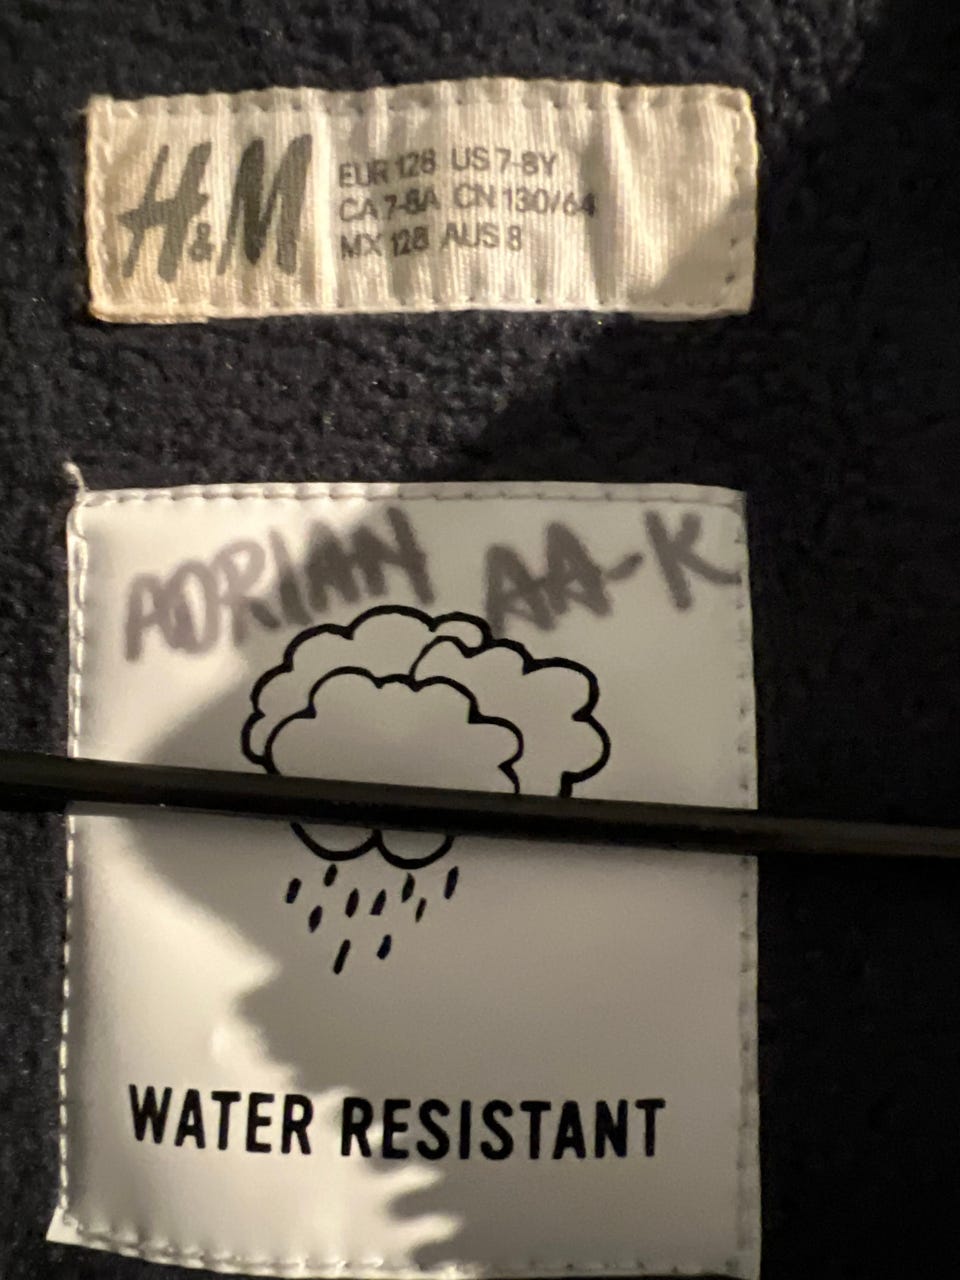 H&M
EUR 128 US 7-8Y
CA 7-8A CN 130/64
MX 128 AUS 8
ADRIAN AA-K
WATER RESISTANT